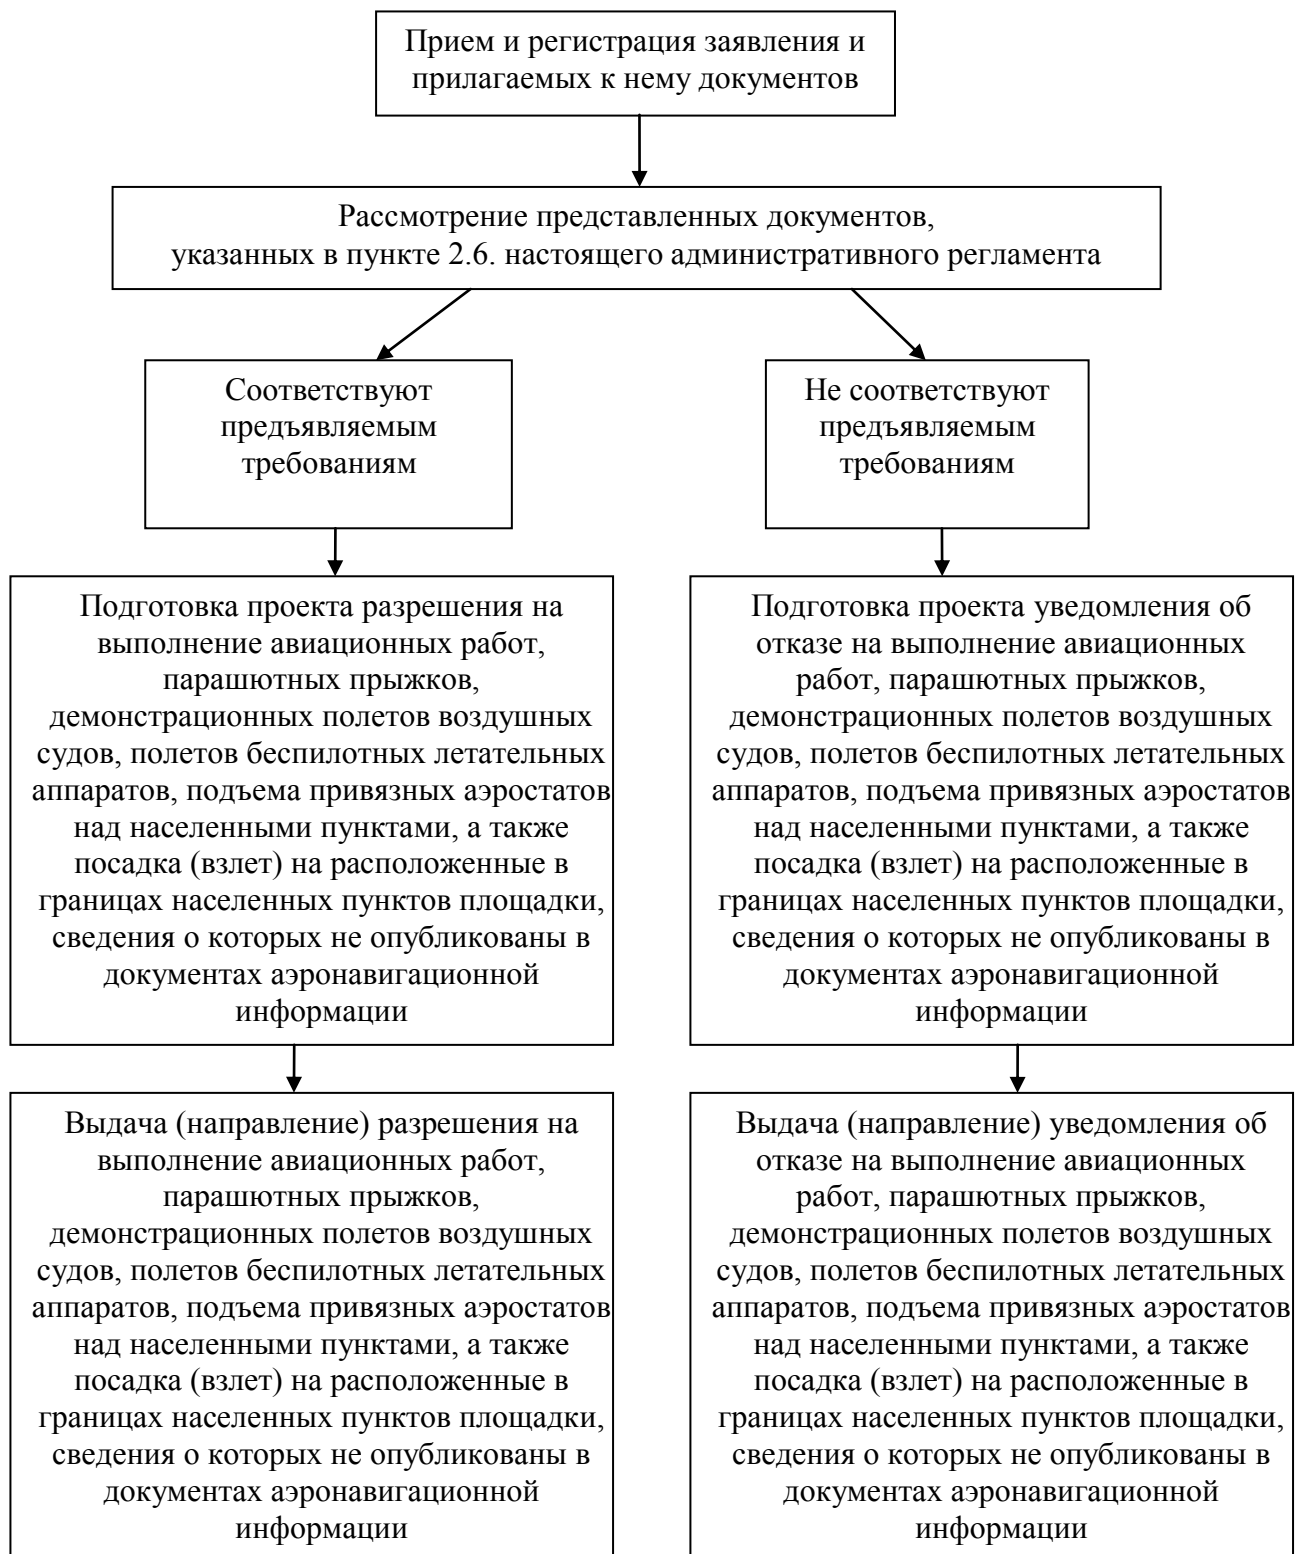 Прием и регистрация заявления и
прилагаемых к нему документов
Рассмотрение представленных документов,
указанных в пункте 2.6. настоящего административного регламента
Соответствуют
предъявляемым
требованиям
Не соответствуют
предъявляемым
требованиям
Подготовка проекта разрешения на
выполнение авиационных работ,
парашютных прыжков,
демонстрационных полетов воздушных
судов, полетов беспилотных летательных
аппаратов, подъема привязных аэростатов
над населенными пунктами, а также
посадка (взлет) на расположенные в
границах населенных пунктов площадки,
сведения о которых не опубликованы в
документах аэронавигационной
информации
Подготовка проекта уведомления об
отказе на выполнение авиационных
работ, парашютных прыжков,
демонстрационных полетов воздушных
судов, полетов беспилотных летательных
аппаратов, подъема привязных аэростатов
над населенными пунктами, а также
посадка (взлет) на расположенные в
границах населенных пунктов площадки,
сведения о которых не опубликованы в
документах аэронавигационной
информации
Выдача (направление) разрешения на
выполнение авиационных работ,
парашютных прыжков,
демонстрационных полетов воздушных
судов, полетов беспилотных летательных
аппаратов, подъема привязных аэростатов
над населенными пунктами, а также
посадка (взлет) на расположенные в
границах населенных пунктов площадки,
сведения о которых не опубликованы в
документах аэронавигационной
информации
Выдача (направление) уведомления об
отказе на выполнение авиационных
работ, парашютных прыжков,
демонстрационных полетов воздушных
судов, полетов беспилотных летательных
аппаратов, подъема привязных аэростатов
над населенными пунктами, а также
посадка (взлет) на расположенные в
границах населенных пунктов площадки,
сведения о которых не опубликованы в
документах аэронавигационной
информации